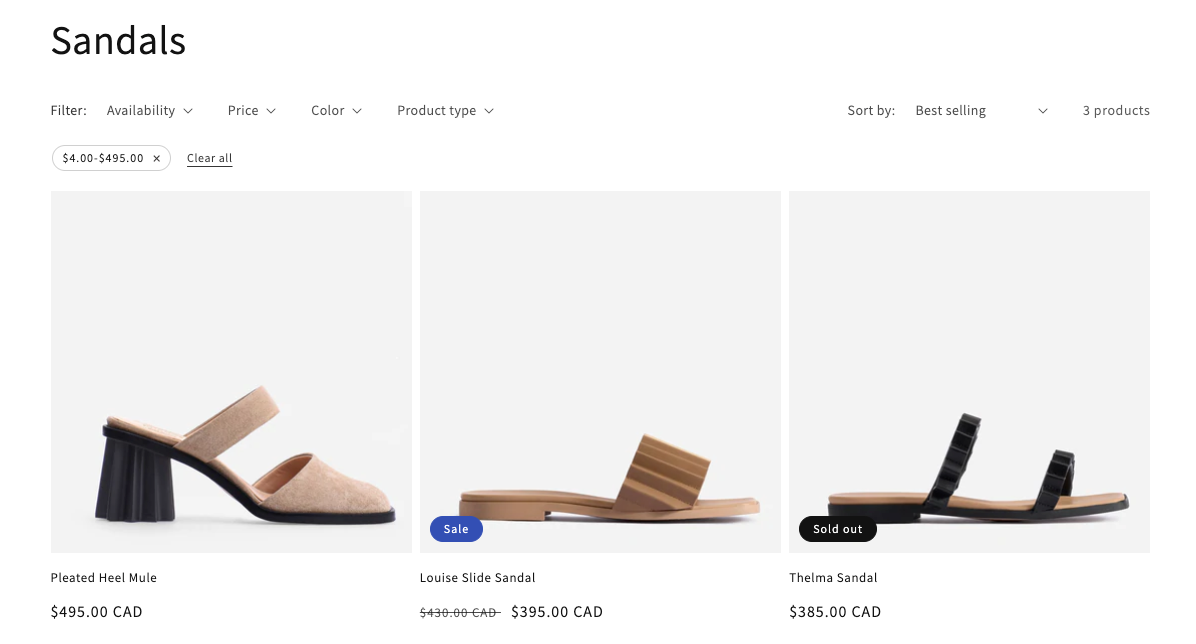 Sandals
Filter: Availability Price Color Product type Sort by: Best selling 3 products
$4.00-$495.00 × Clear all
Sale
Sold out
Pleated Heel Mule
$495.00 CAD
Louise Slide Sandal
$430.00 CAD $395.00 CAD
Thelma Sandal
$385.00 CAD